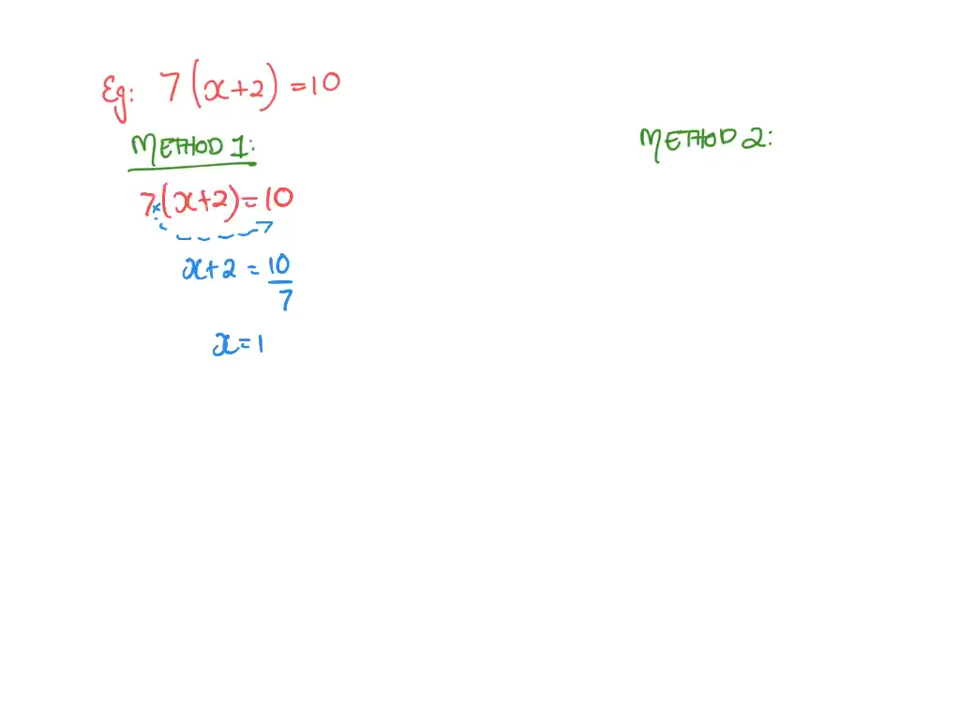 Eg: 7(x+2) = 10
METHOD 1:
7(x+2) = 10
x+2 = 10/7
x = 1
METHOD 2: